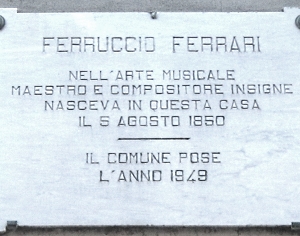 FERRUCCIO FERRARI
NELL'ARTE MUSICALE
MAESTRO E COMPOSITORE INSIGNE
NASCEVA IN QUESTA CASA
IL 5 AGOSTO 1850
IL COMUNE POSE
L'ANNO 1949